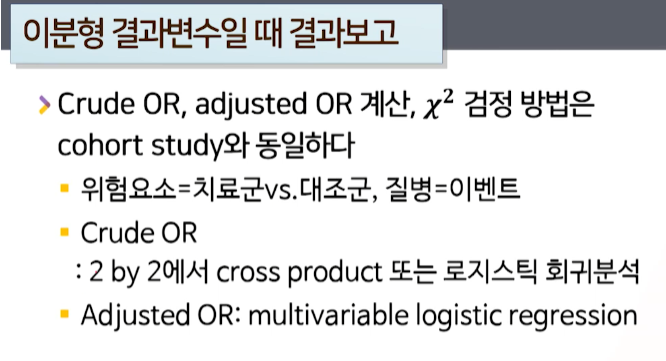 이분형 결과변수일 때 결과보고
Crude OR, adjusted OR 계산, χ² 검정 방법은
cohort study와 동일하다
위험요소=치료군vs.대조군, 질병=이벤트
Crude OR
: 2 by 2에서 cross product 또는 로지스틱 회귀분석
Adjusted OR: multivariable logistic regression